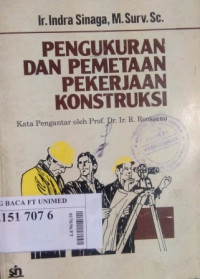 Ir. Indra Sinaga, M. Surv. Sc.
PENGUKURAN
DAN PEMETAAN
PEKERJAAN
KONSTRUKSI
Kata Pengantar oleh Prof. Dr. Ir. R.
G BACA FT UNIMED
.151 707 6